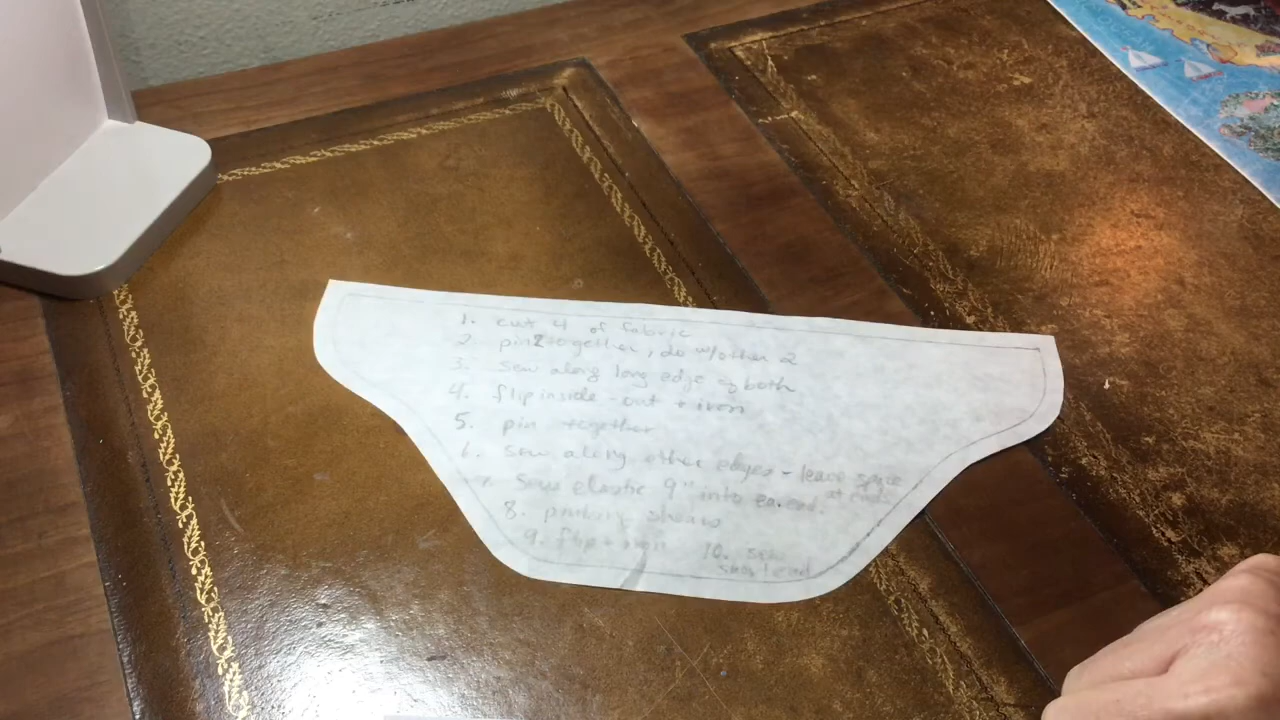 1. cut 4 of fabric
2. pin 2 together, do w/other 2
3. sew along long edge of both
4. flip inside-out + iron
5. pin together
6. sew along other edges - leave space at ends
7. Sew elastic 9" into ea. end.
8. pinking shears
9. flip + iron
10. sew
small end